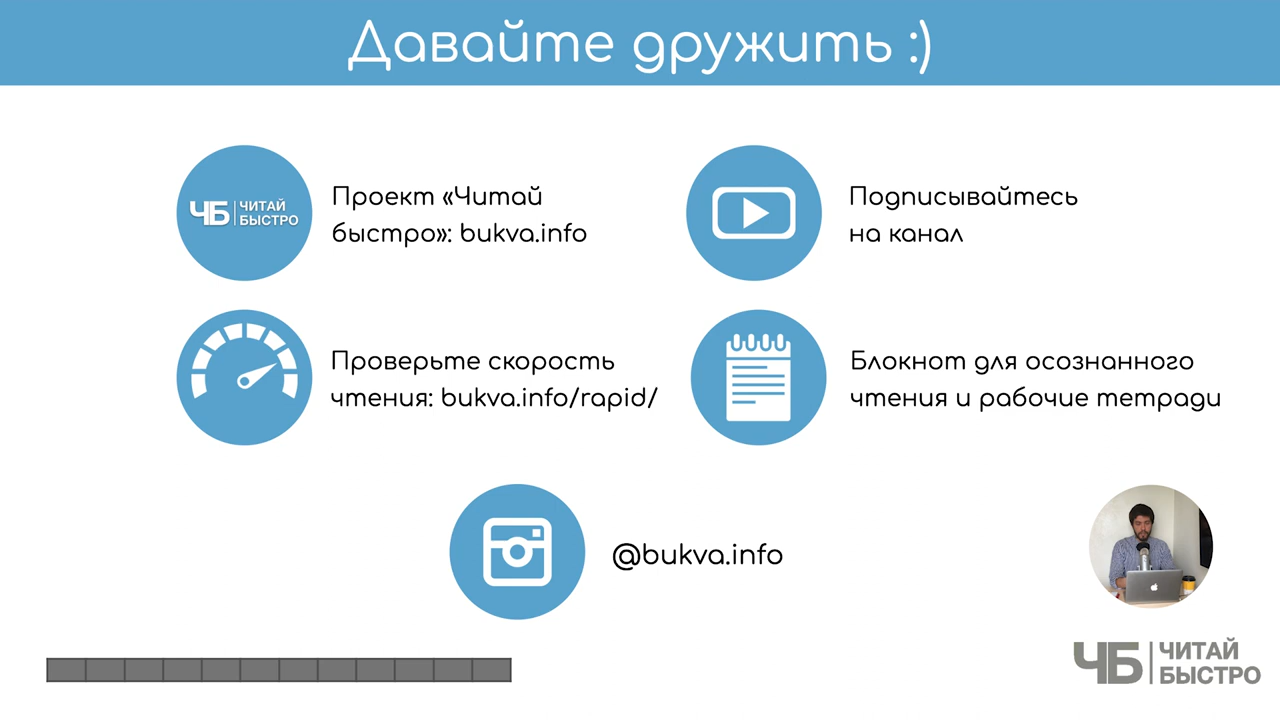 Давайте дружить :)
ЧБ ЧИТАЙ
БЫСТРО
Проект «Читай
быстро»: bukva.info
Подписывайтесь
на канал
Проверьте скорость
чтения: bukva.info/rapid/
Блокнот для осознанного
чтения и рабочие тетради
@bukva.info
ЧБ ЧИТАЙ
БЫСТРО